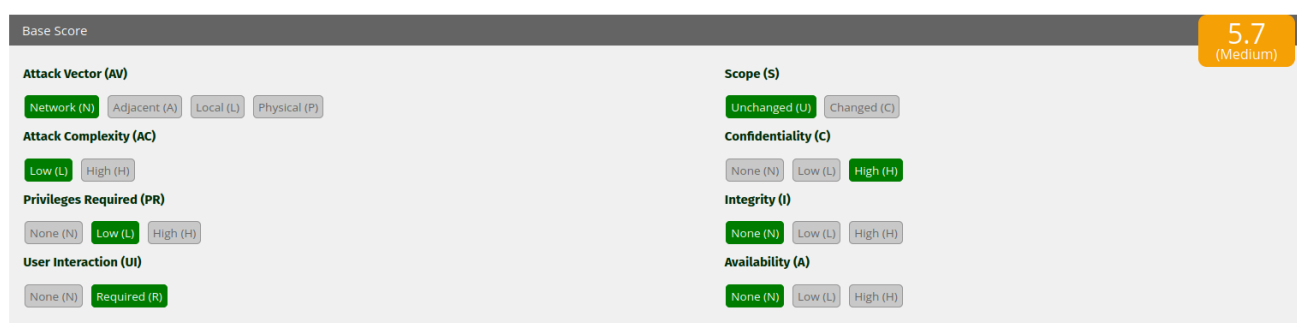 Base Score
5.7
(Medium)
Attack Vector (AV)
Network (N) Adjacent (A) Local (L) Physical (P)
Attack Complexity (AC)
Low (L) High (H)
Privileges Required (PR)
None (N) Low (L) High (H)
User Interaction (UI)
None (N) Required (R)
Scope (S)
Unchanged (U) Changed (C)
Confidentiality (C)
None (N) Low (L) High (H)
Integrity (I)
None (N) Low (L) High (H)
Availability (A)
None (N) Low (L) High (H)